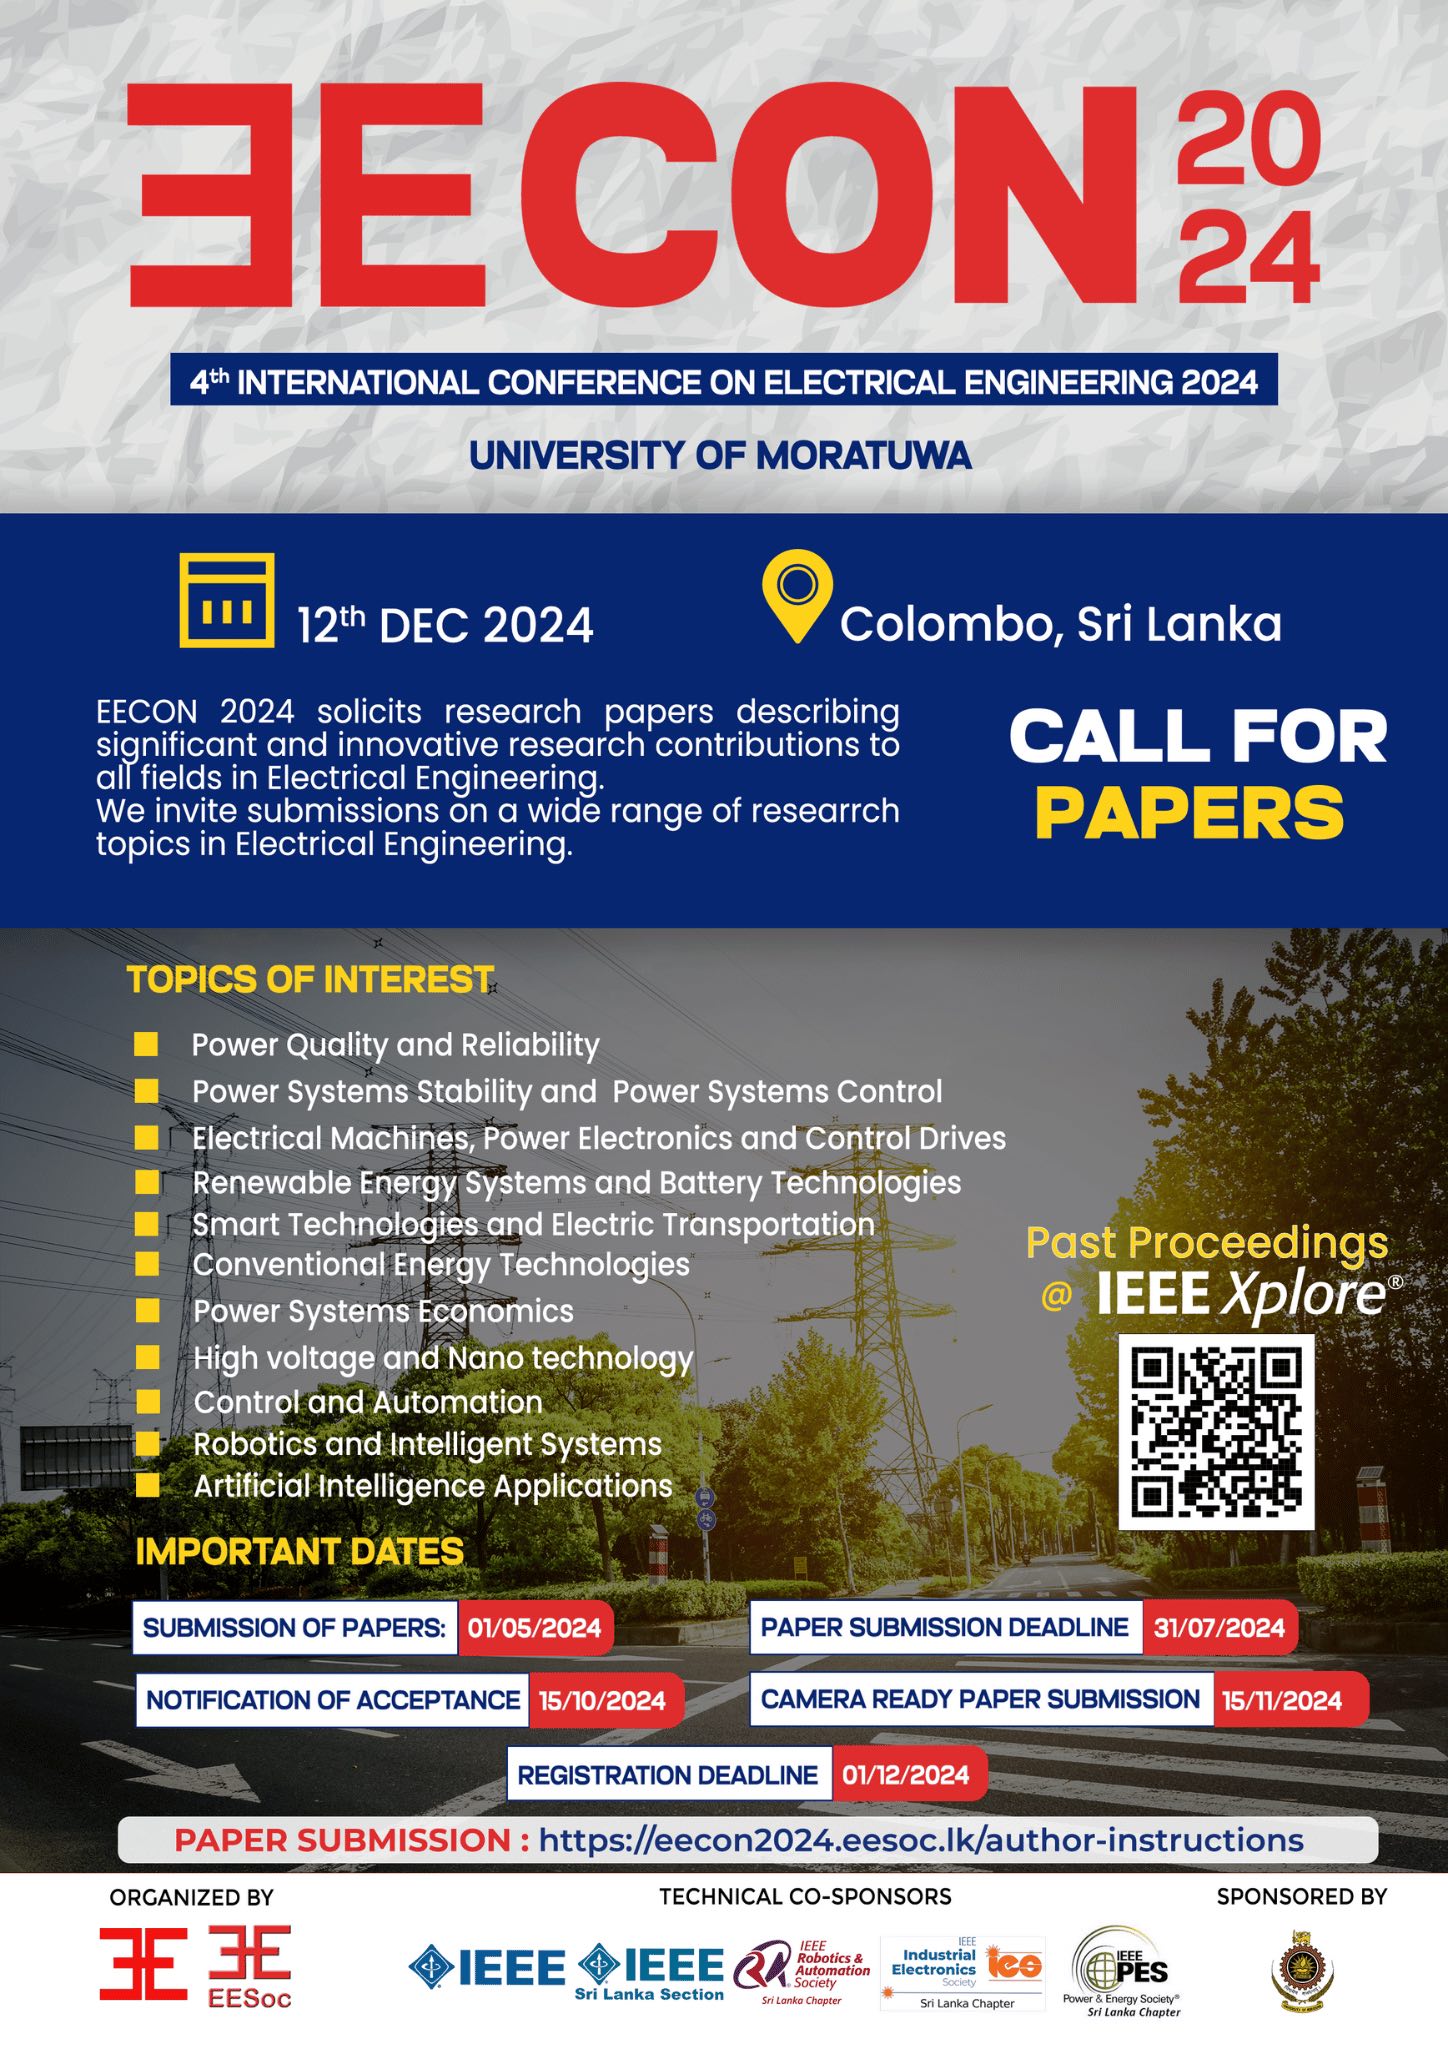 EECON 20
24
4th INTERNATIONAL CONFERENCE ON ELECTRICAL ENGINEERING 2024
UNIVERSITY OF MORATUWA
12th DEC 2024
Colombo, Sri Lanka
EECON 2024 solicits research papers describing
significant and innovative research contributions to
all fields in Electrical Engineering.
We invite submissions on a wide range of researrch
topics in Electrical Engineering.
CALL FOR
PAPERS
TOPICS OF INTEREST
Power Quality and Reliability
Power Systems Stability and Power Systems Control
Electrical Machines, Power Electronics and Control Drives
Renewable Energy Systems and Battery Technologies
Smart Technologies and Electric Transportation
Conventional Energy Technologies
Power Systems Economics
High voltage and Nano technology
Control and Automation
Robotics and Intelligent Systems
Artificial Intelligence Applications
Past Proceedings
@ IEEE Xplore®
IMPORTANT DATES
SUBMISSION OF PAPERS: 01/05/2024
PAPER SUBMISSION DEADLINE 31/07/2024
NOTIFICATION OF ACCEPTANCE 15/10/2024
CAMERA READY PAPER SUBMISSION 15/11/2024
REGISTRATION DEADLINE 01/12/2024
PAPER SUBMISSION : https://eecon2024.eesoc.lk/author-instructions
ORGANIZED BY
EE
EE
EESoc
TECHNICAL CO-SPONSORS
IEEE
IEEE
Sri Lanka Section
RA
IEEE
Robotics &
Automation
Society
Sri Lanka Chapter
IEEE
Industrial
Electronics
Society
ies
Sri Lanka Chapter
IEEE
PES
Power & Energy Society®
Sri Lanka Chapter
SPONSORED BY